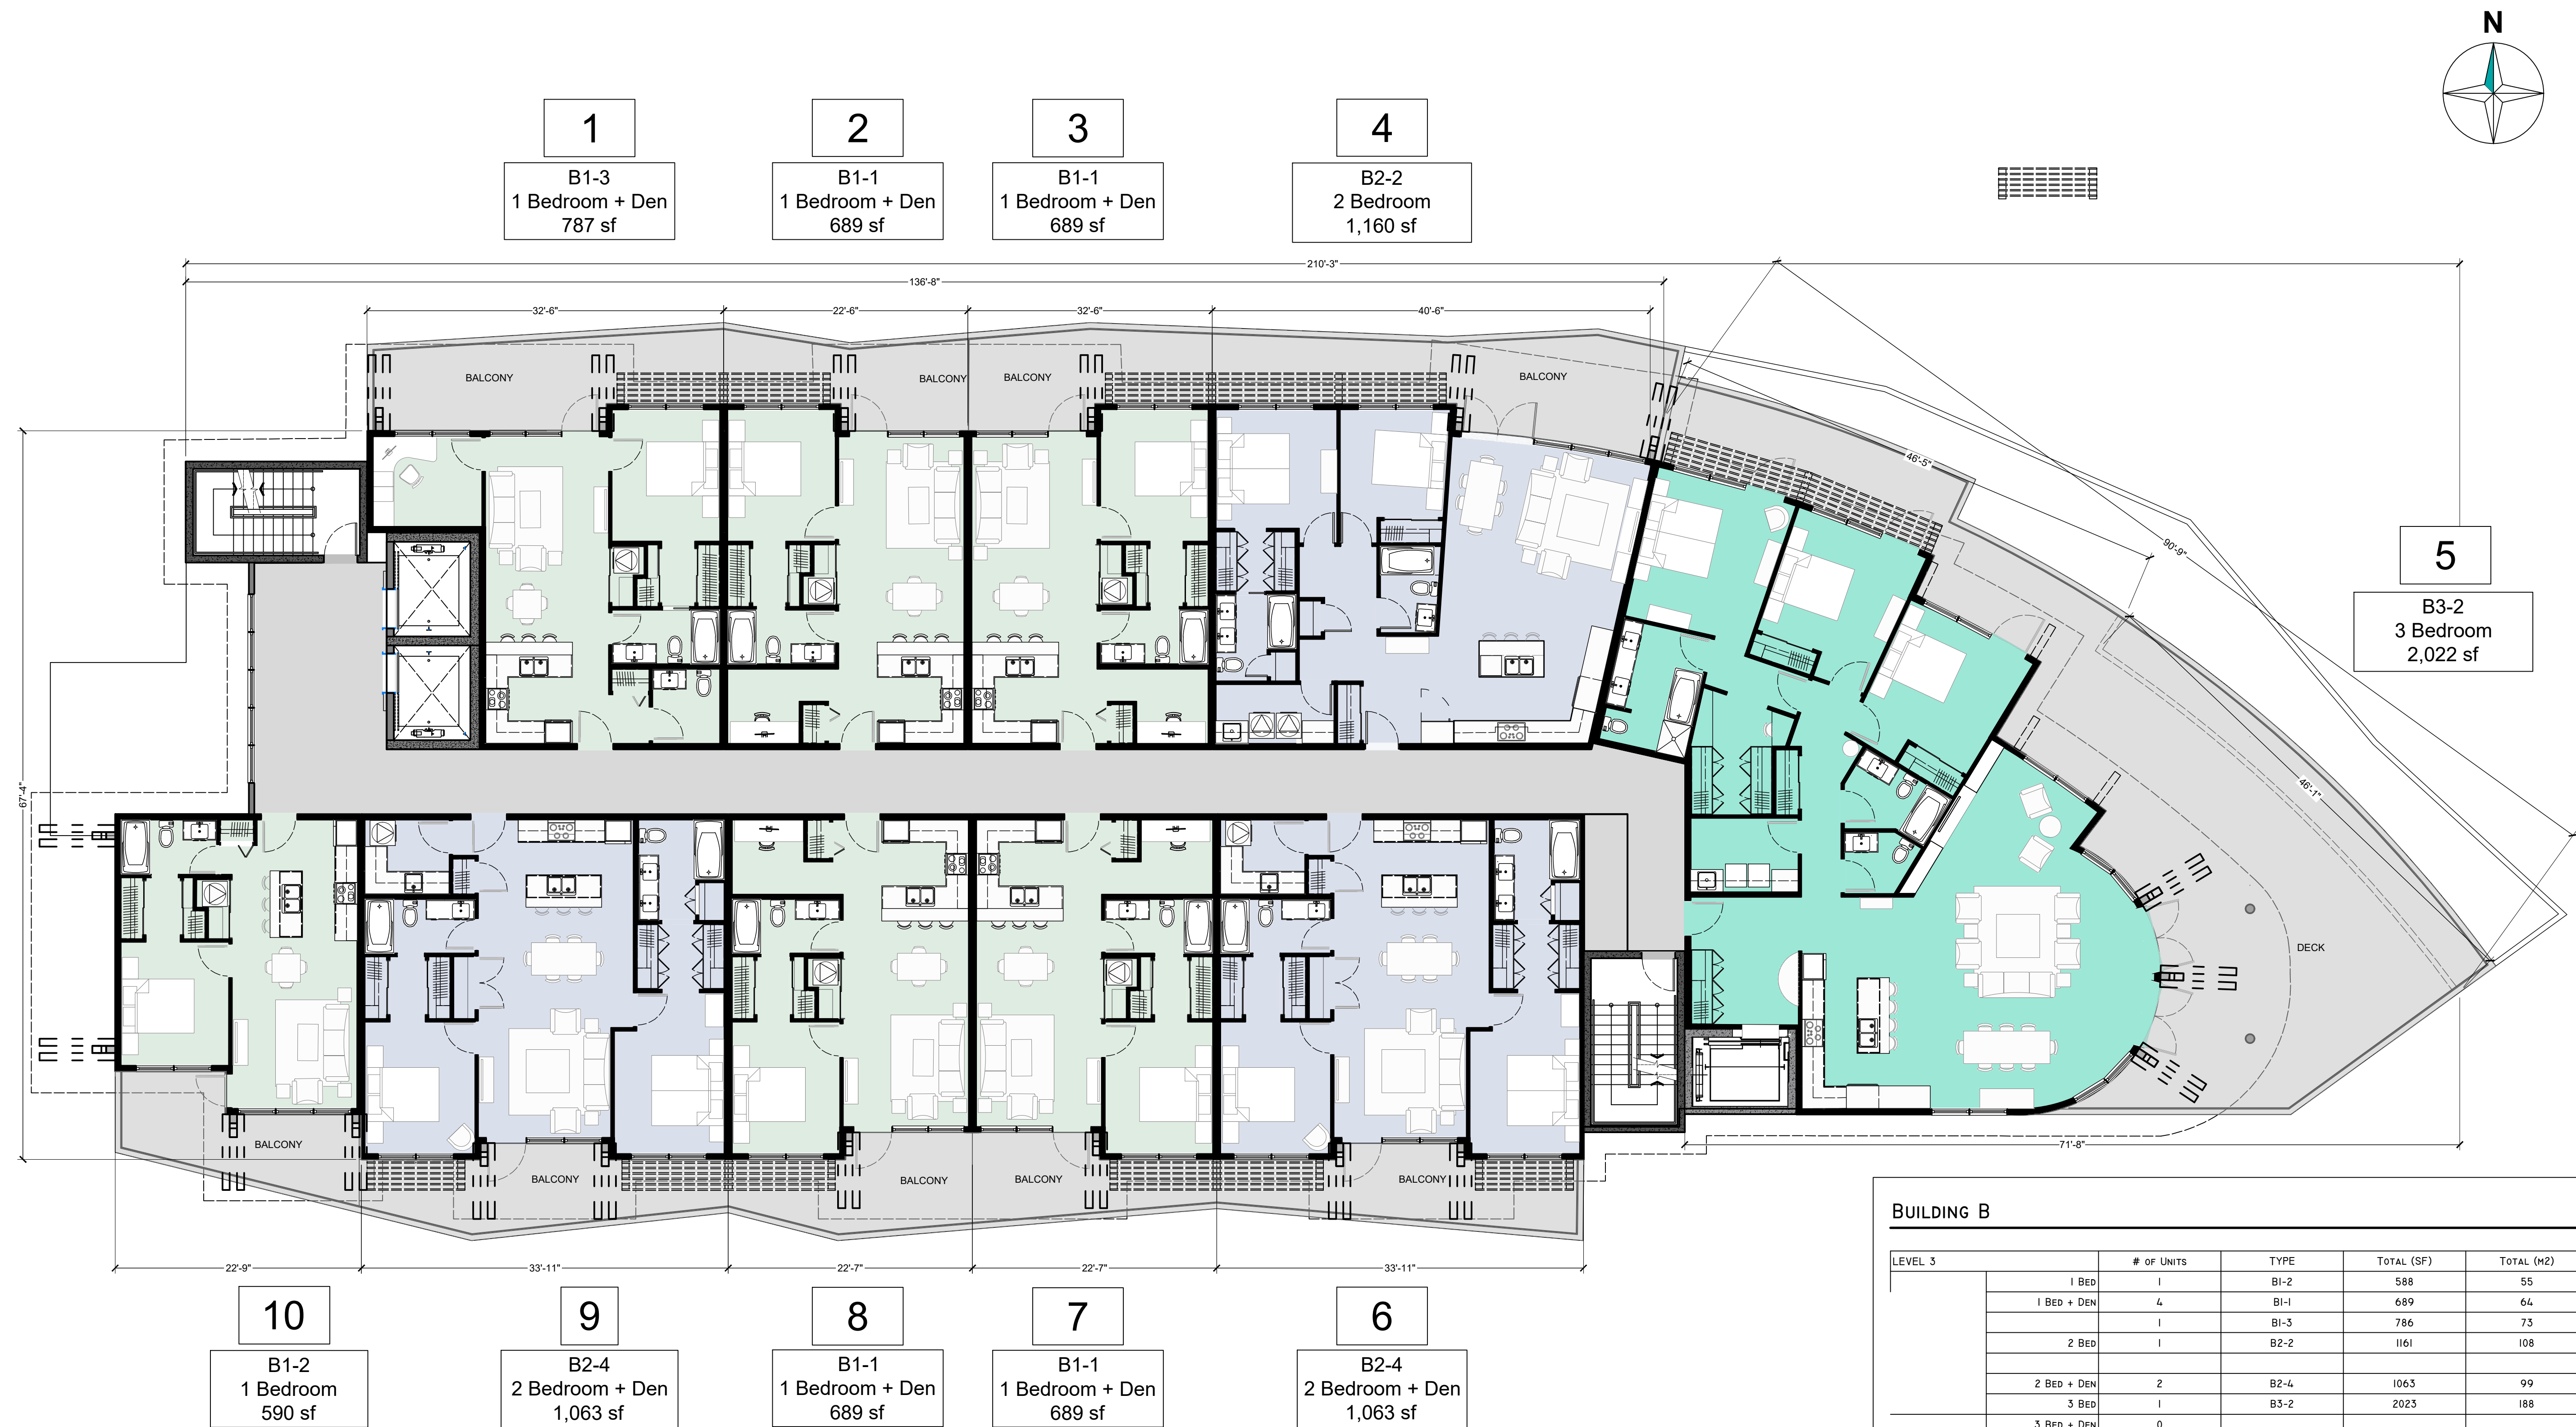 N
1
2
3
4
B1-3
1 Bedroom + Den
787 sf
B1-1
1 Bedroom + Den
689 sf
B1-1
1 Bedroom + Den
689 sf
B2-2
2 Bedroom
1,160 sf
210'-3"
136'-8"
32'-6"
22'-6"
32'-6"
40'-6"
BALCONY
BALCONY
BALCONY
BALCONY
46'-5"
90'-9"
46'-1"
5
B3-2
3 Bedroom
2,022 sf
67'-4"
DECK
71'-8"
BALCONY
BALCONY
BALCONY
BALCONY
BALCONY
22'-9"
33'-11"
22'-7"
22'-7"
33'-11"
10
9
8
7
6
B1-2
1 Bedroom
590 sf
B2-4
2 Bedroom + Den
1,063 sf
B1-1
1 Bedroom + Den
689 sf
B1-1
1 Bedroom + Den
689 sf
B2-4
2 Bedroom + Den
1,063 sf
BUILDING B
LEVEL 3 # OF UNITS TYPE TOTAL (SF) TOTAL (M2)
1 BED 1 B1-2 588 55
1 BED + DEN 4 B1-1 689 64
1 B1-3 786 73
2 BED 1 B2-2 1161 108
2 BED + DEN 2 B2-4 1063 99
3 BED 1 B3-2 2023 188
3 BED + DEN 0